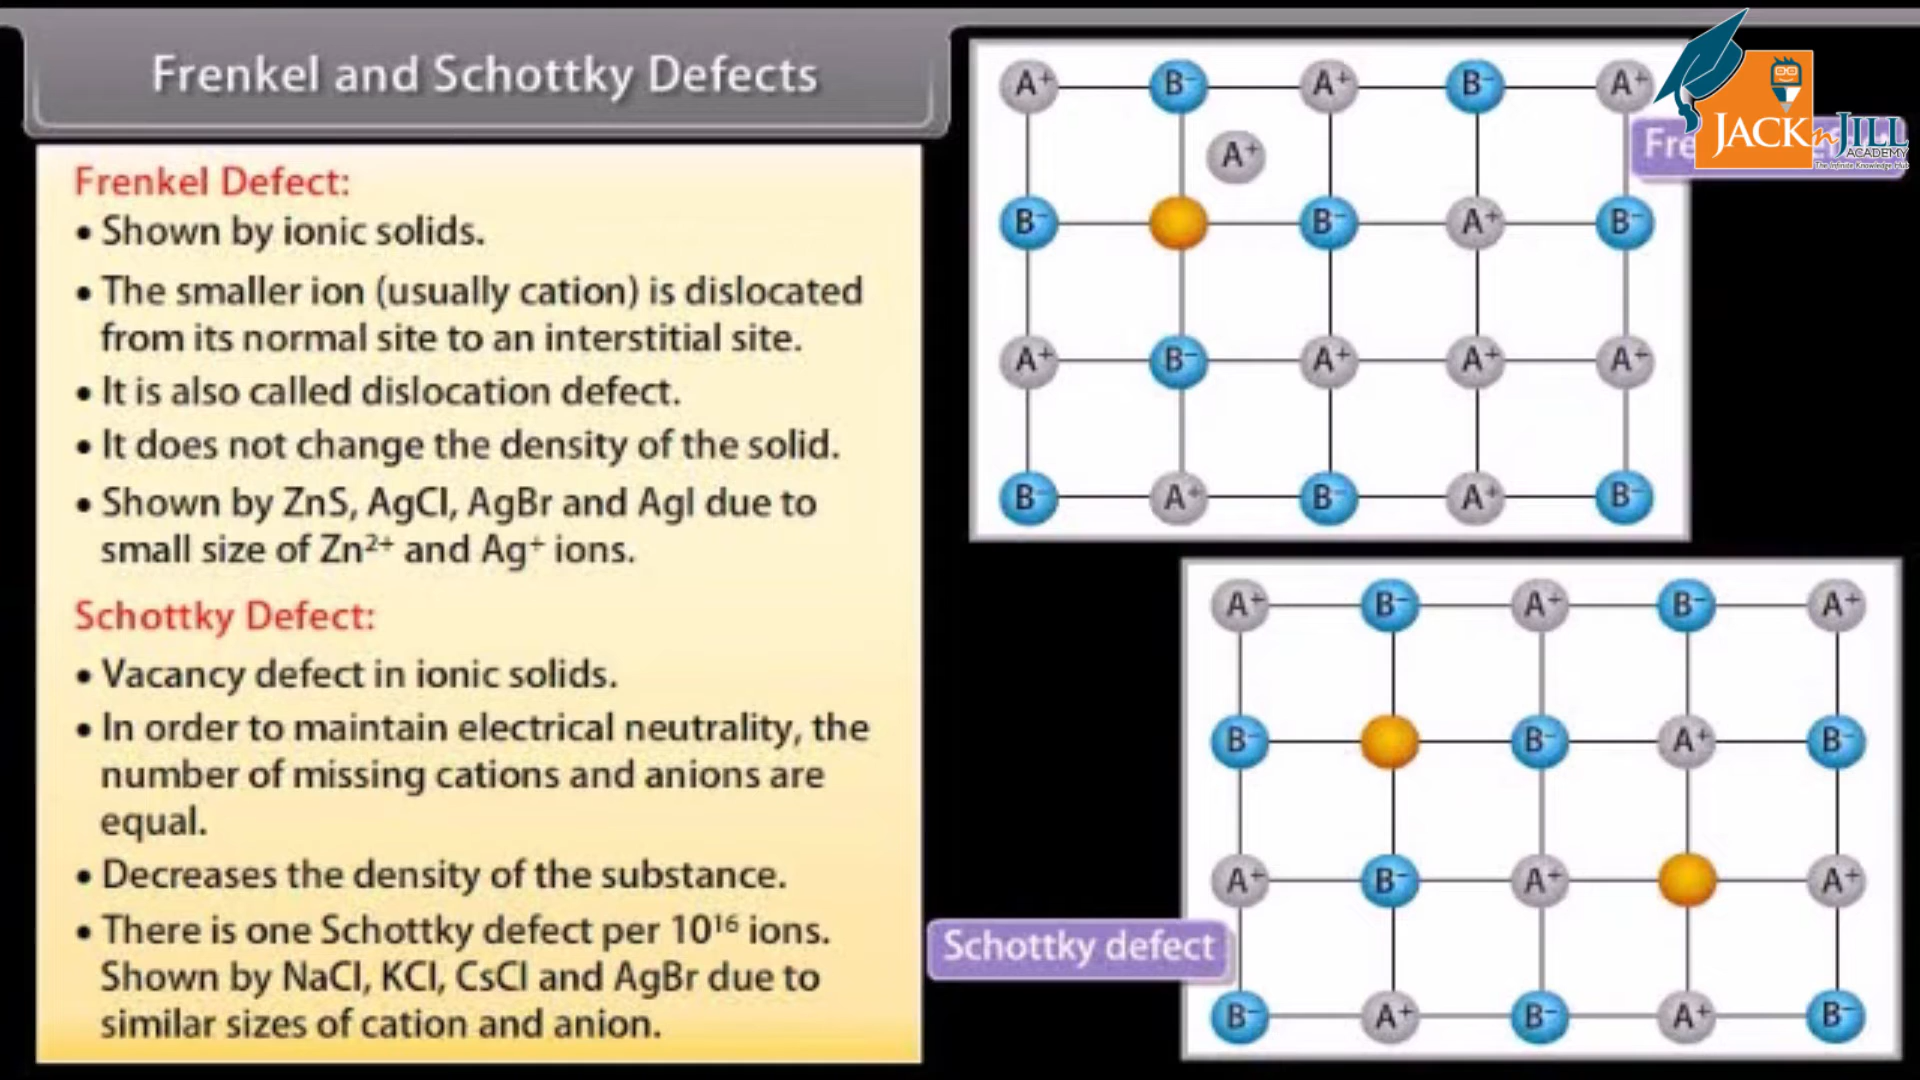 Frenkel and Schottky Defects
Frenkel Defect:
• Shown by ionic solids.
• The smaller ion (usually cation) is dislocated
from its normal site to an interstitial site.
• It is also called dislocation defect.
• It does not change the density of the solid.
• Shown by ZnS, AgCl, AgBr and AgI due to
small size of Zn²⁺ and Ag⁺ ions.
Schottky Defect:
• Vacancy defect in ionic solids.
• In order to maintain electrical neutrality, the
number of missing cations and anions are
equal.
• Decreases the density of the substance.
• There is one Schottky defect per 10¹⁶ ions.
Shown by NaCl, KCl, CsCl and AgBr due to
similar sizes of cation and anion.
A⁺ B⁻ A⁺ B⁻ A⁺
A⁺
B⁻ B⁻ A⁺ B⁻
A⁺ B⁻ A⁺ A⁺ A⁺
B⁻ A⁺ B⁻ A⁺ B⁻
JACK n JILL
ACADEMY
The Infinite Knowledge Hub
A⁺ B⁻ A⁺ B⁻ A⁺
B⁻ B⁻ A⁺ B⁻
A⁺ B⁻ A⁺ A⁺
B⁻ A⁺ B⁻ A⁺ B⁻
Schottky defect